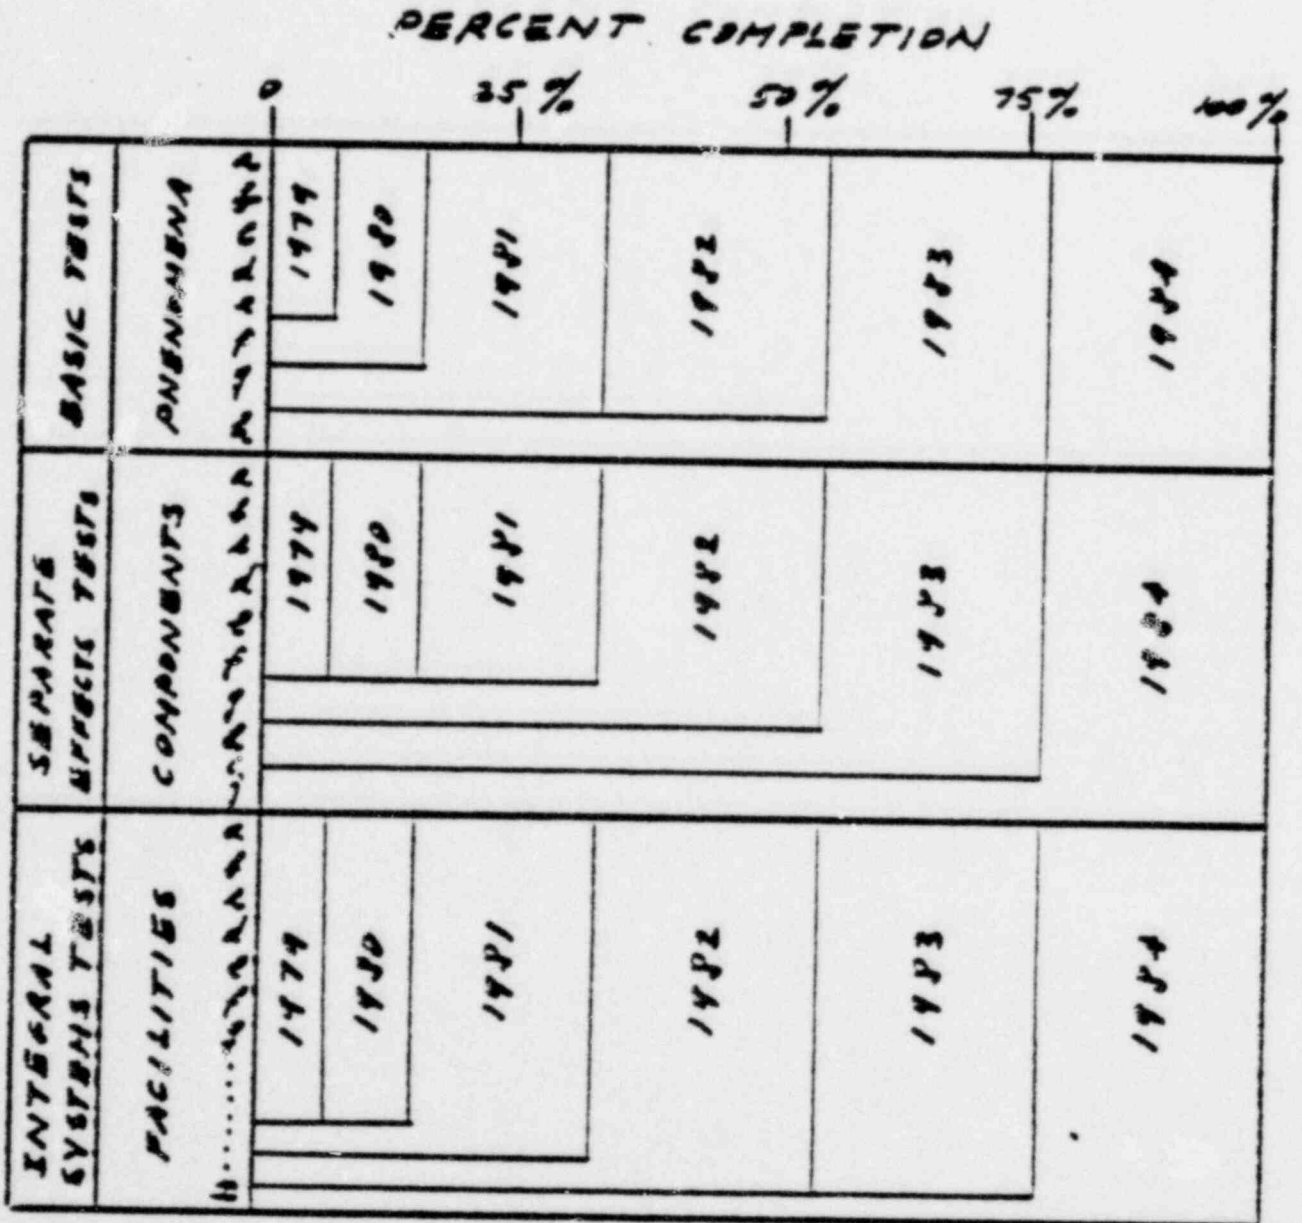 PERCENT COMPLETION
0 25% 50% 75% 100%
BASIC TESTS
PHENOMENA
1979
1980
1981
1982
1983
1984
SEPARATE
EFFECTS TESTS
COMPONENTS
1979
1980
1981
1982
1983
1984
INTEGRAL
SYSTEMS TESTS
FACILITIES
1979
1980
1981
1982
1983
1984